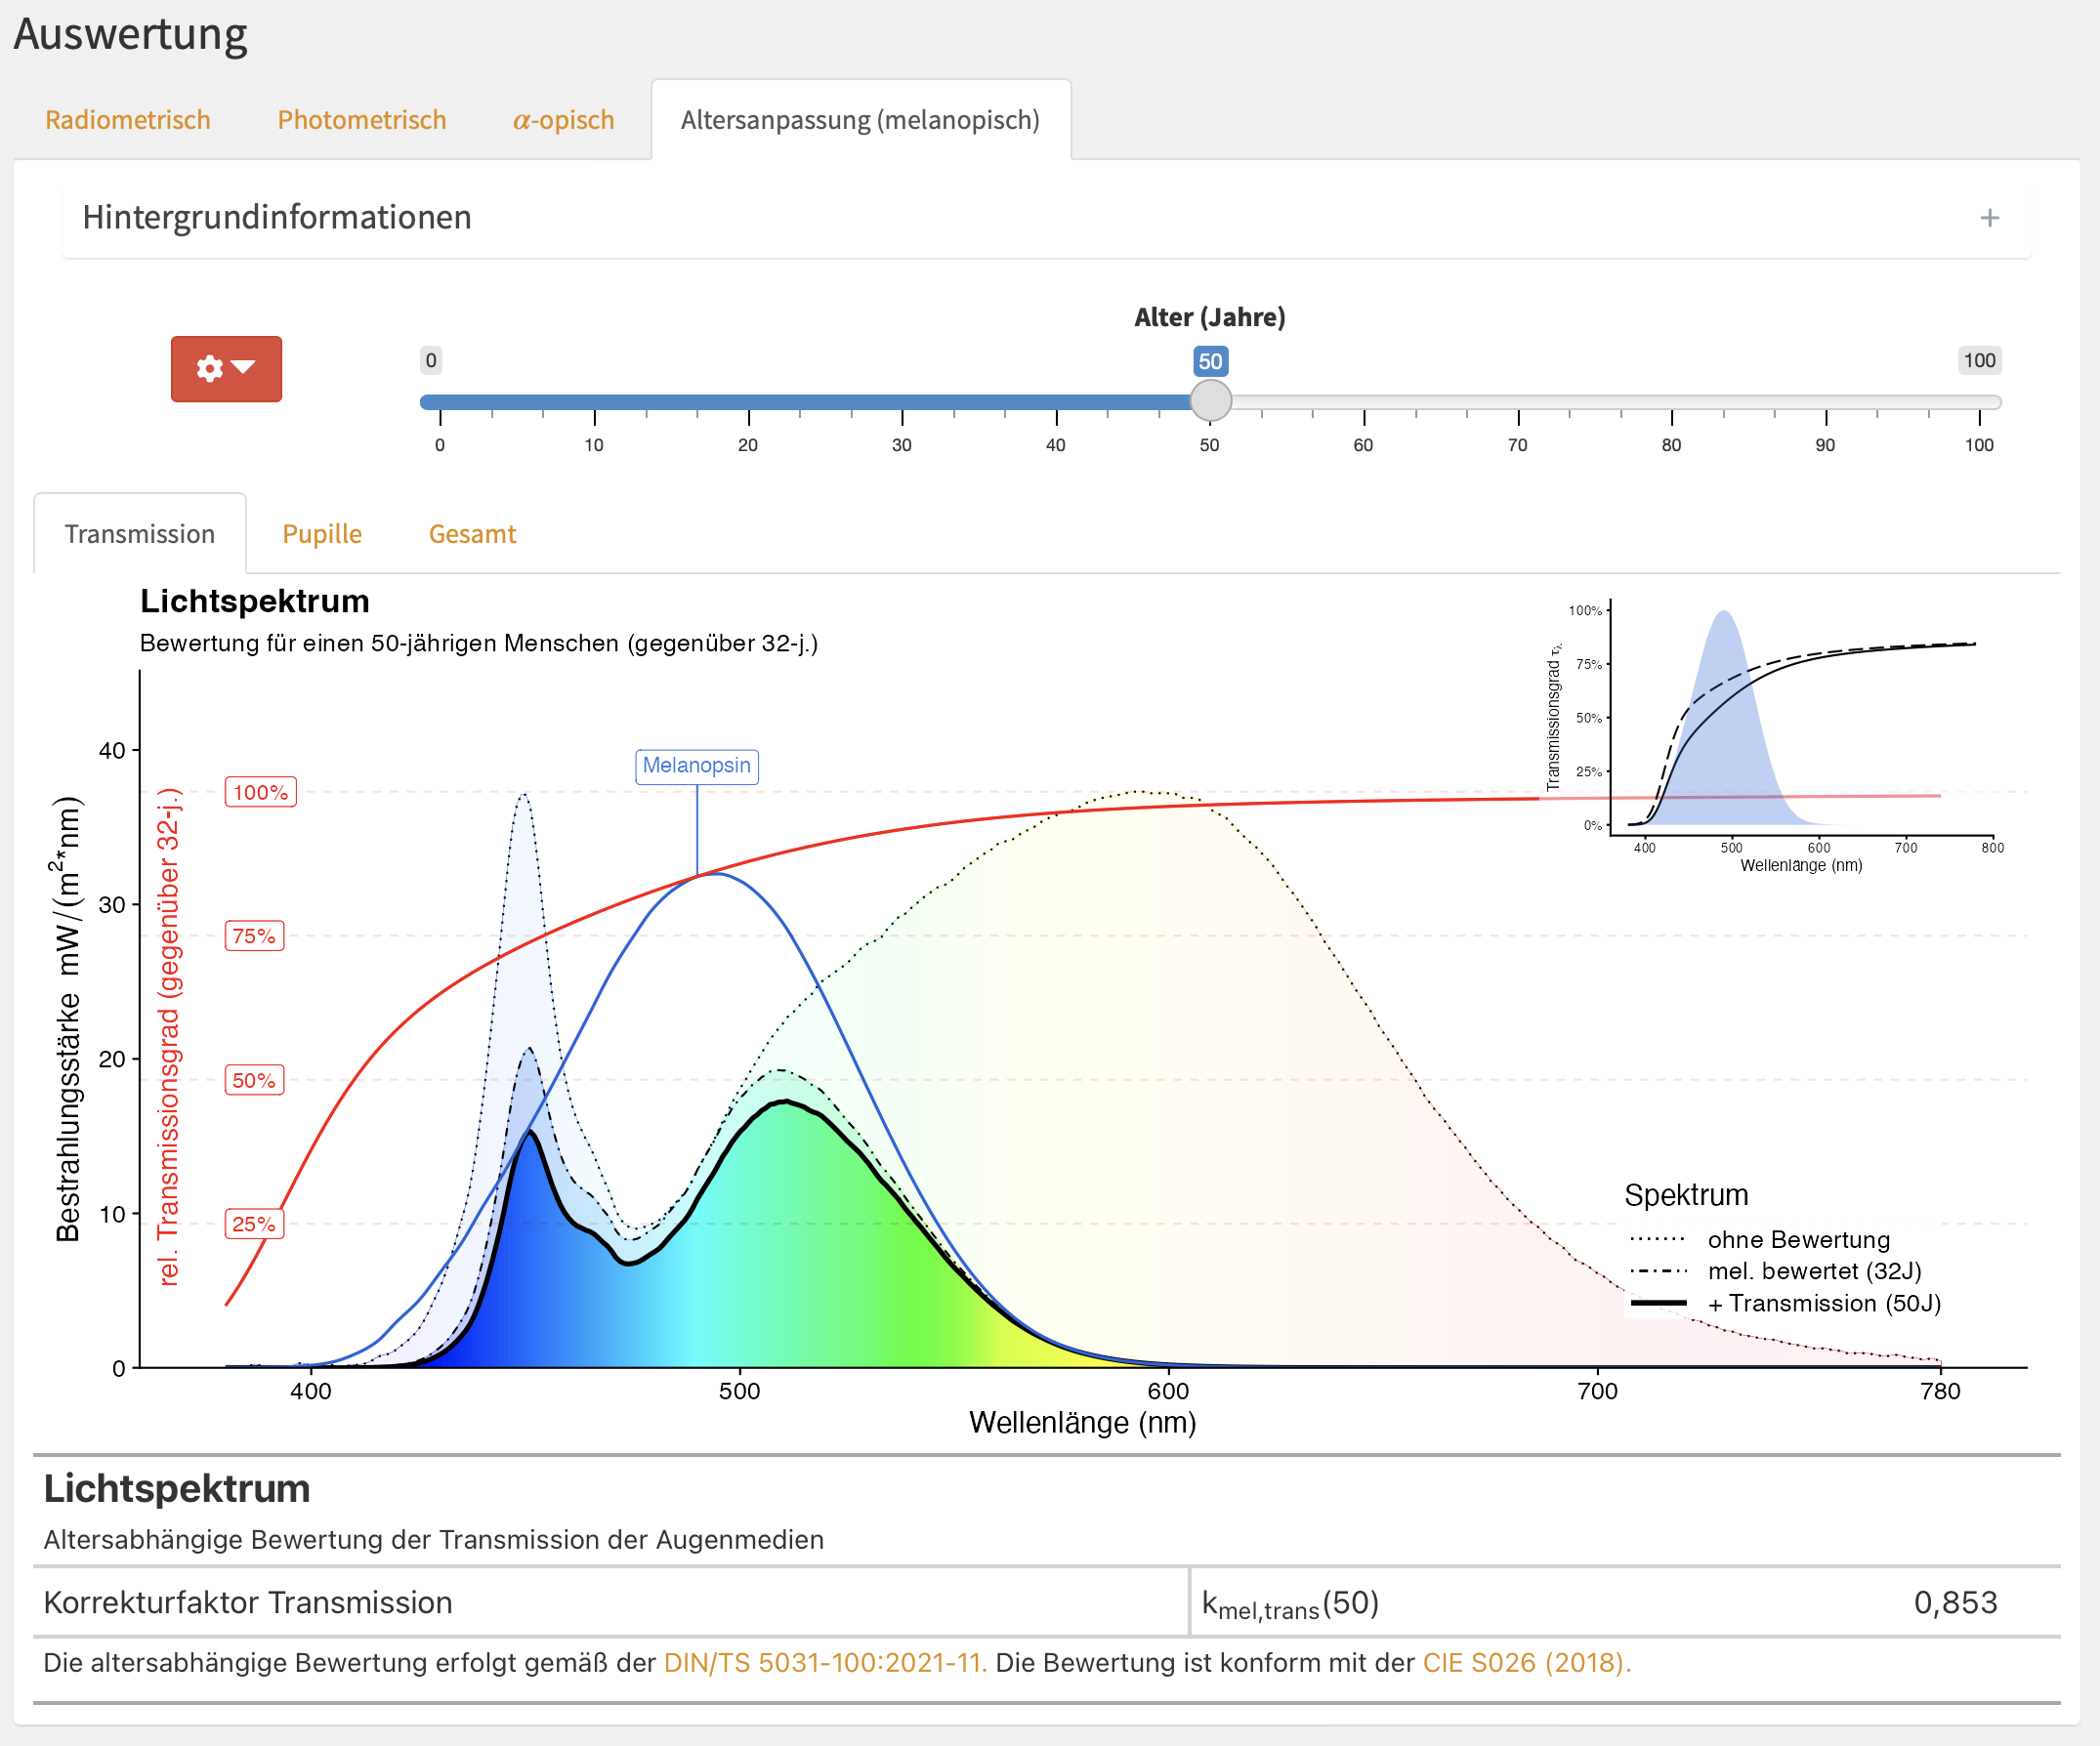 Auswertung
Radiometrisch Photometrisch α-opisch Altersanpassung (melanopisch)
Hintergrundinformationen +
Alter (Jahre)
0 50 100
0 10 20 30 40 50 60 70 80 90 100
Transmission Pupille Gesamt
Lichtspektrum
Bewertung für einen 50-jährigen Menschen (gegenüber 32-j.)
Bestrahlungsstärke mW/(m²*nm)
40
30
20
10
0
rel. Transmissionsgrad (gegenüber 32-j.)
100%
75%
50%
25%
Melanopsin
Transmissionsgrad τλ
100%
75%
50%
25%
0%
400 500 600 700 800
Wellenlänge (nm)
Spektrum
ohne Bewertung
mel. bewertet (32J)
+ Transmission (50J)
400 500 600 700 780
Wellenlänge (nm)
Lichtspektrum
Altersabhängige Bewertung der Transmission der Augenmedien
Korrekturfaktor Transmission kmel,trans(50) 0,853
Die altersabhängige Bewertung erfolgt gemäß der DIN/TS 5031-100:2021-11. Die Bewertung ist konform mit der CIE S026 (2018).